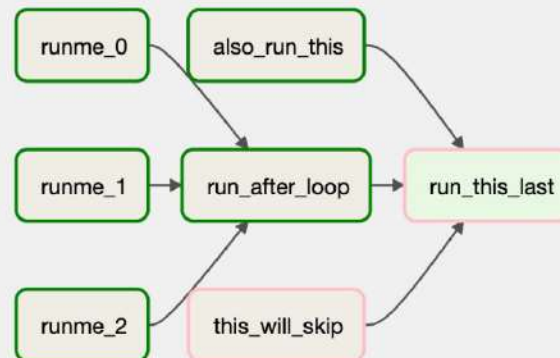 runme_0
also_run_this
runme_1
run_after_loop
run_this_last
runme_2
this_will_skip